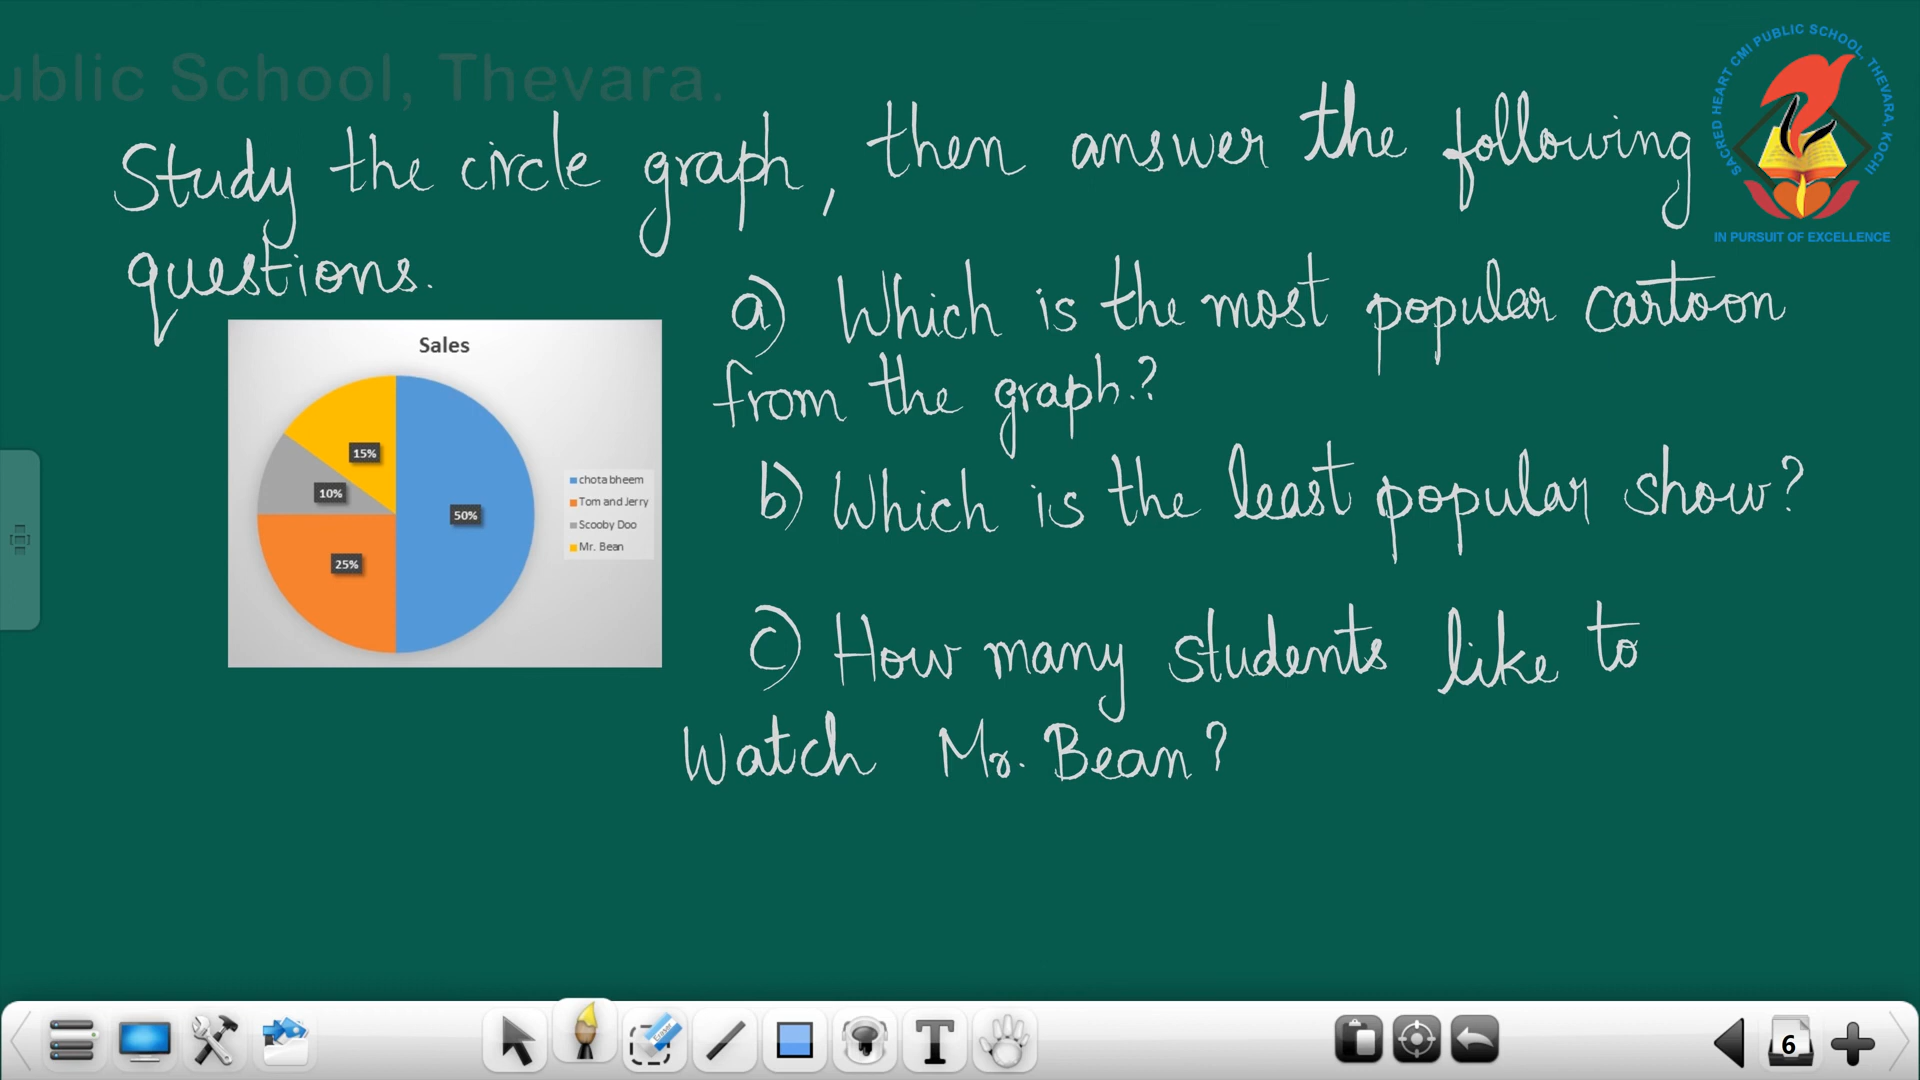 ublic School, Thevara.
SACRED HEART CMI PUBLIC SCHOOL, THEVARA, KOCHI
IN PURSUIT OF EXCELLENCE
Study the circle graph, then answer the following
questions.
Sales
15%
10%
50%
25%
chota bheem
Tom and Jerry
Scooby Doo
Mr. Bean
a) Which is the most popular cartoon
from the graph.?
b) Which is the least popular show?
c) How many students like to
Watch Mr. Bean?
T
6